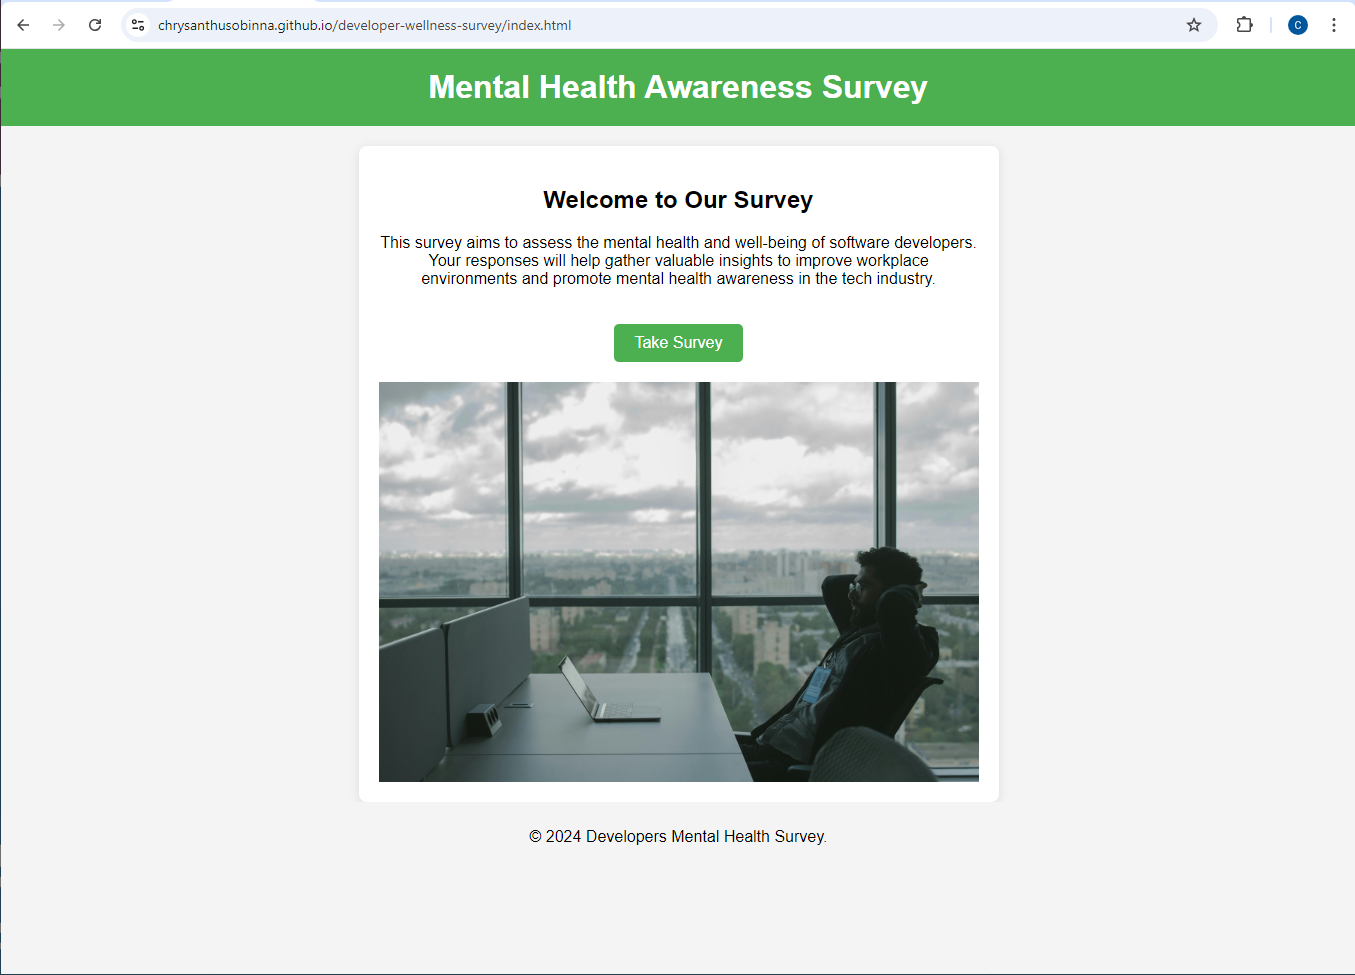 chrysanthusobinna.github.io/developer-wellness-survey/index.html
C
Mental Health Awareness Survey
Welcome to Our Survey
This survey aims to assess the mental health and well-being of software developers.
Your responses will help gather valuable insights to improve workplace
environments and promote mental health awareness in the tech industry.
Take Survey
© 2024 Developers Mental Health Survey.